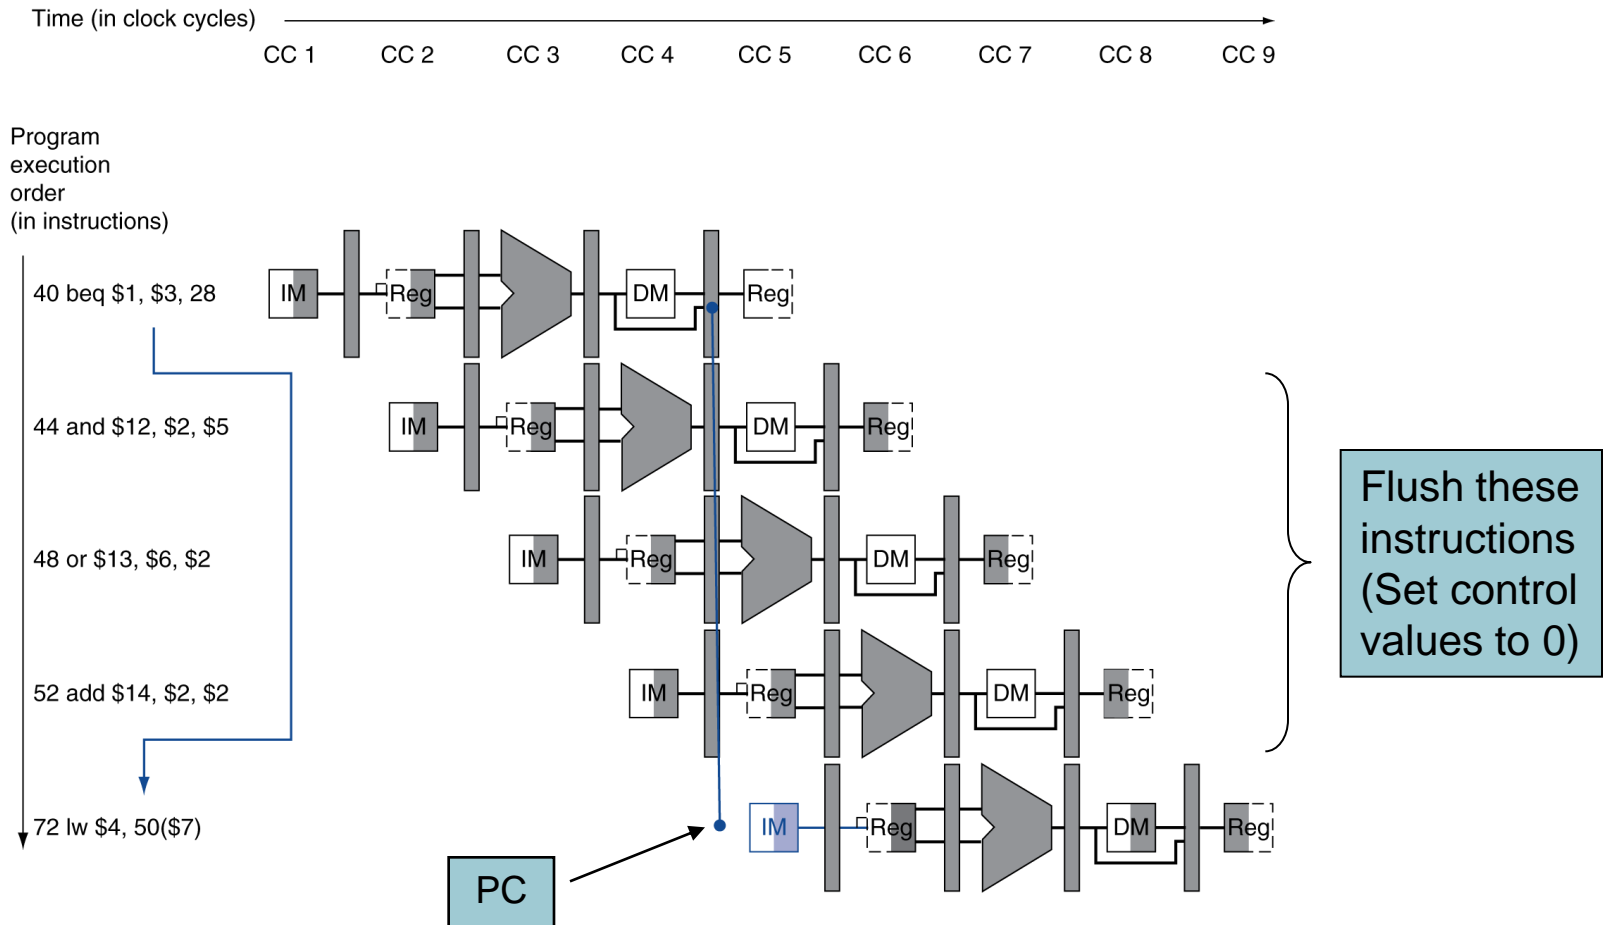 Time (in clock cycles)
CC 1 CC 2 CC 3 CC 4 CC 5 CC 6 CC 7 CC 8 CC 9
Program
execution
order
(in instructions)
40 beq $1, $3, 28
IM Reg DM Reg
44 and $12, $2, $5
IM Reg DM Reg
48 or $13, $6, $2
IM Reg DM Reg
52 add $14, $2, $2
IM Reg DM Reg
72 lw $4, 50($7)
IM Reg DM Reg
PC
Flush these
instructions
(Set control
values to 0)